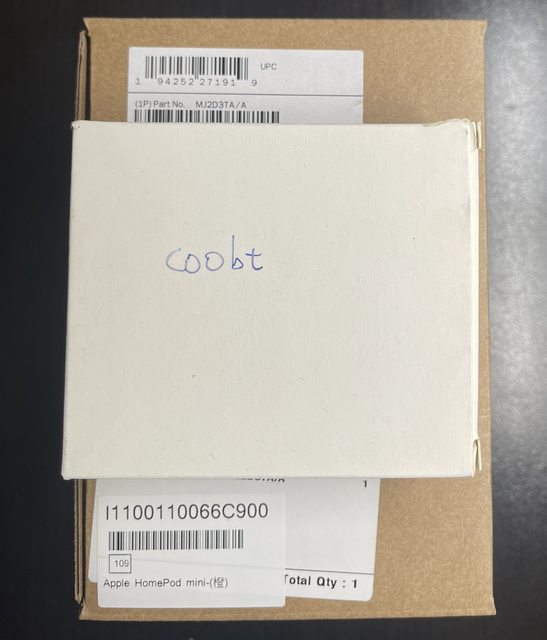 UPC
1 94252 27191 9
(1P) Part No. MJ2D3TA/A
coobt
1
I1100110066C900
109
Apple HomePod mini-(橙)
Total Qty : 1